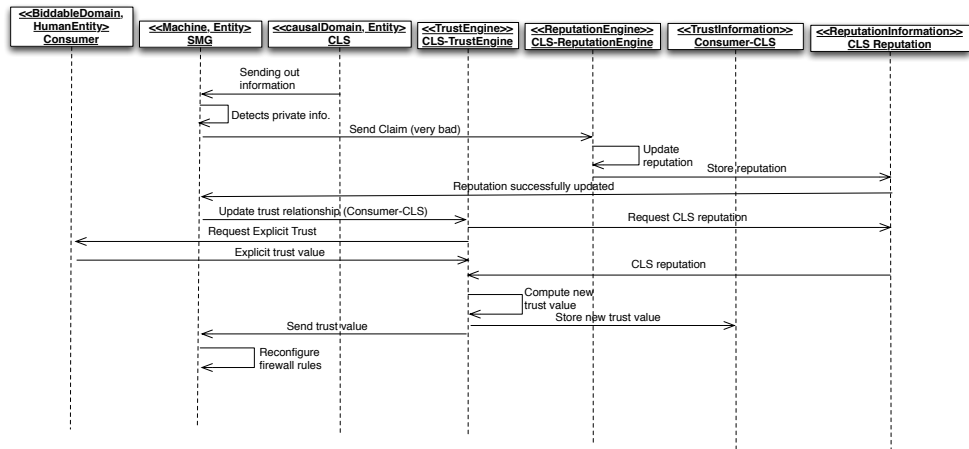 <<BiddableDomain,
HumanEntity>
Consumer
<<Machine, Entity>
SMG
<<causalDomain, Entity>
CLS
<<TrustEngine>>
CLS-TrustEngine
<<ReputationEngine>>
CLS-ReputationEngine
<<TrustInformation>>
Consumer-CLS
<<ReputationInformation>>
CLS Reputation
Sending out
information
Detects private info.
Send Claim (very bad)
Update
reputation
Store reputation
Reputation successfully updated
Update trust relationship (Consumer-CLS)
Request CLS reputation
Request Explicit Trust
Explicit trust value
CLS reputation
Compute new
trust value
Store new trust value
Send trust value
Reconfigure
firewall rules